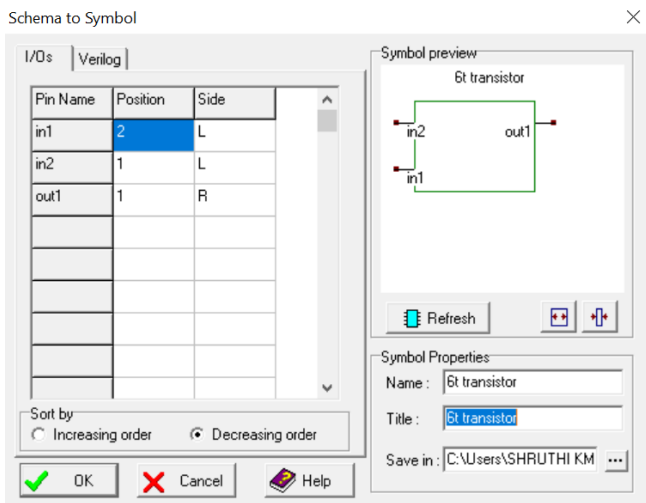 Schema to Symbol
I/Os Verilog
Pin Name Position Side
in1 2 L
in2 1 L
out1 1 R
Sort by
Increasing order Decreasing order
OK Cancel Help
Symbol preview
6t transistor
in2 out1
in1
Refresh
Symbol Properties
Name : 6t transistor
Title : 6t transistor
Save in : C:\Users\SHRUTHI KM ...